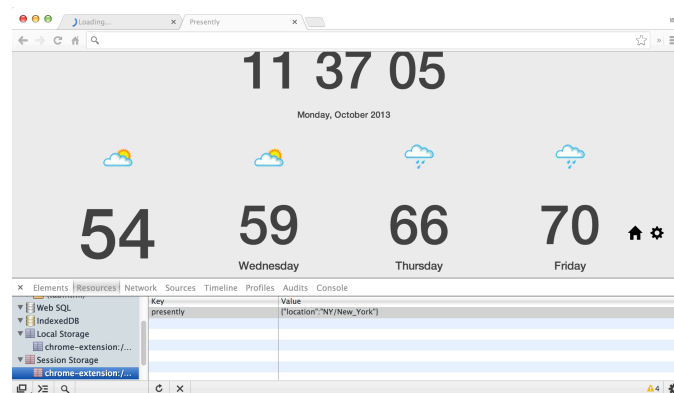 Loading...
Presently
11 37 05
Monday, October 2013
54
59
66
70
Wednesday
Thursday
Friday
Elements Resources Network Sources Timeline Profiles Audits Console
Key Value
Web SQL
presently {"location":"NY/New_York"}
IndexedDB
Local Storage
chrome-extension:/...
Session Storage
chrome-extension:/...
4